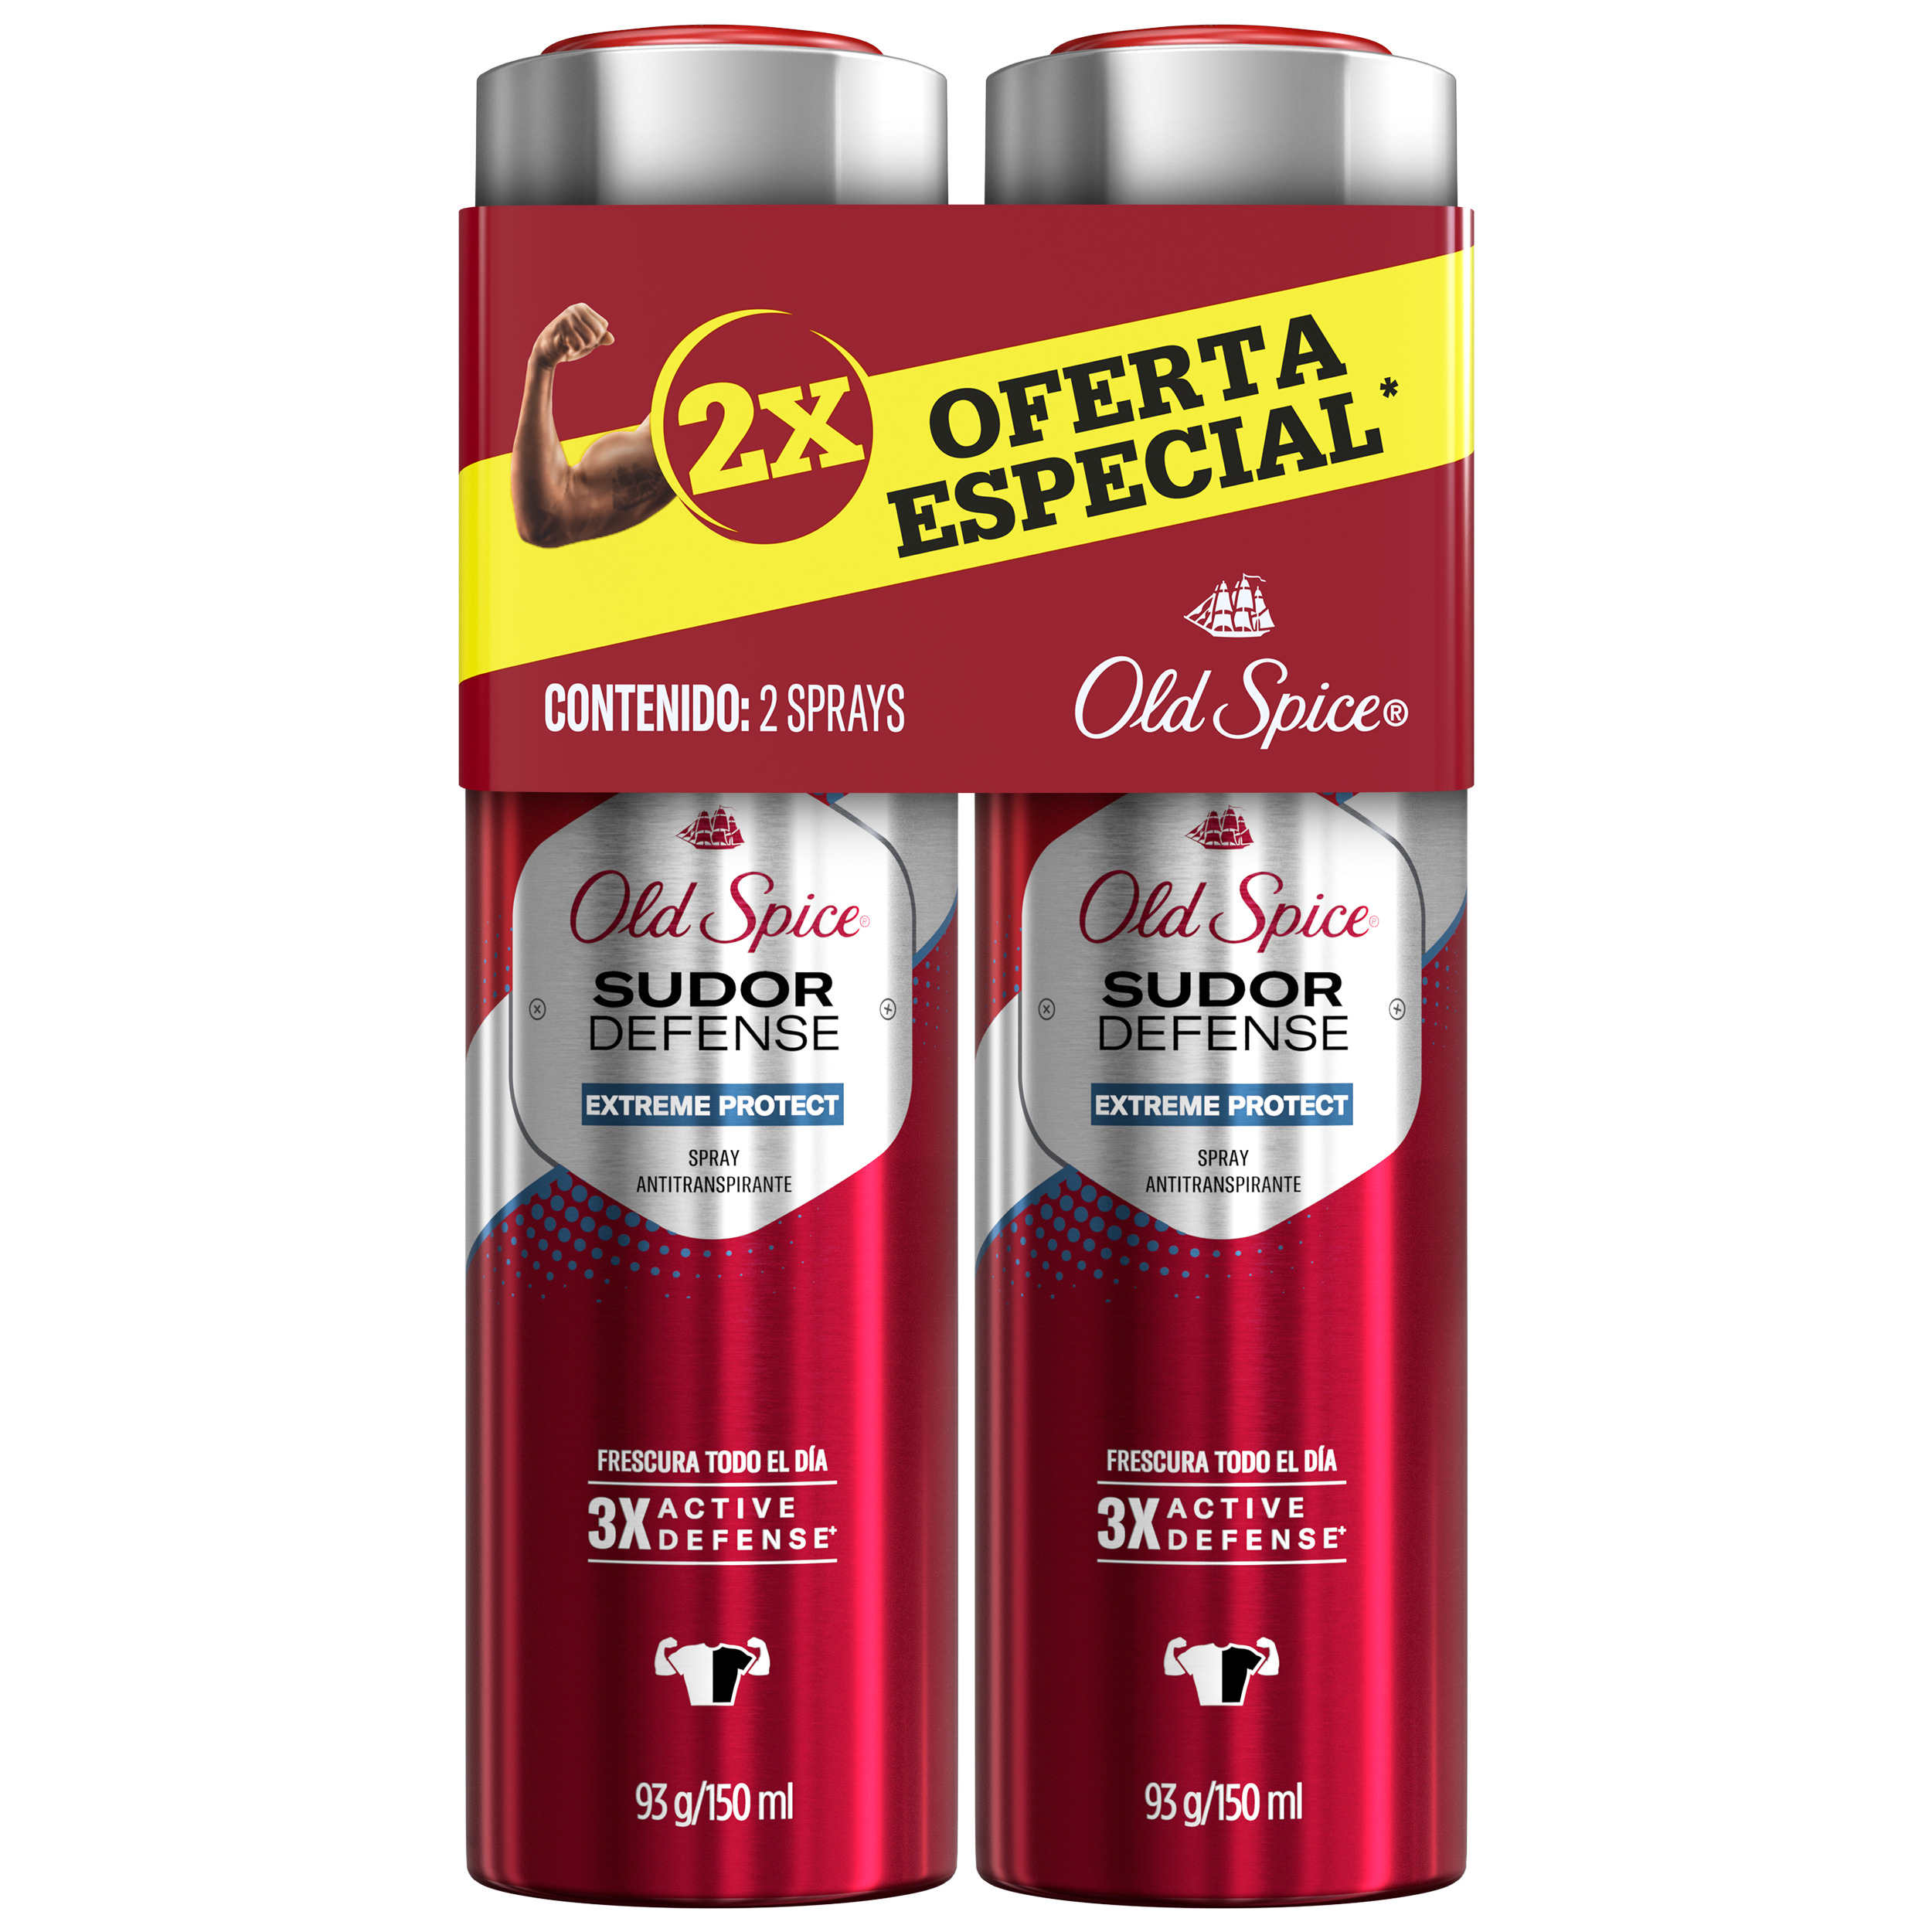 2X
OFERTA
ESPECIAL*
CONTENIDO: 2 SPRAYS
Old Spice®
Old Spice
SUDOR
DEFENSE
EXTREME PROTECT
SPRAY
ANTITRANSPIRANTE
FRESCURA TODO EL DÍA
3X ACTIVE
DEFENSE+
93 g/150 ml
Old Spice
SUDOR
DEFENSE
EXTREME PROTECT
SPRAY
ANTITRANSPIRANTE
FRESCURA TODO EL DÍA
3X ACTIVE
DEFENSE+
93 g/150 ml